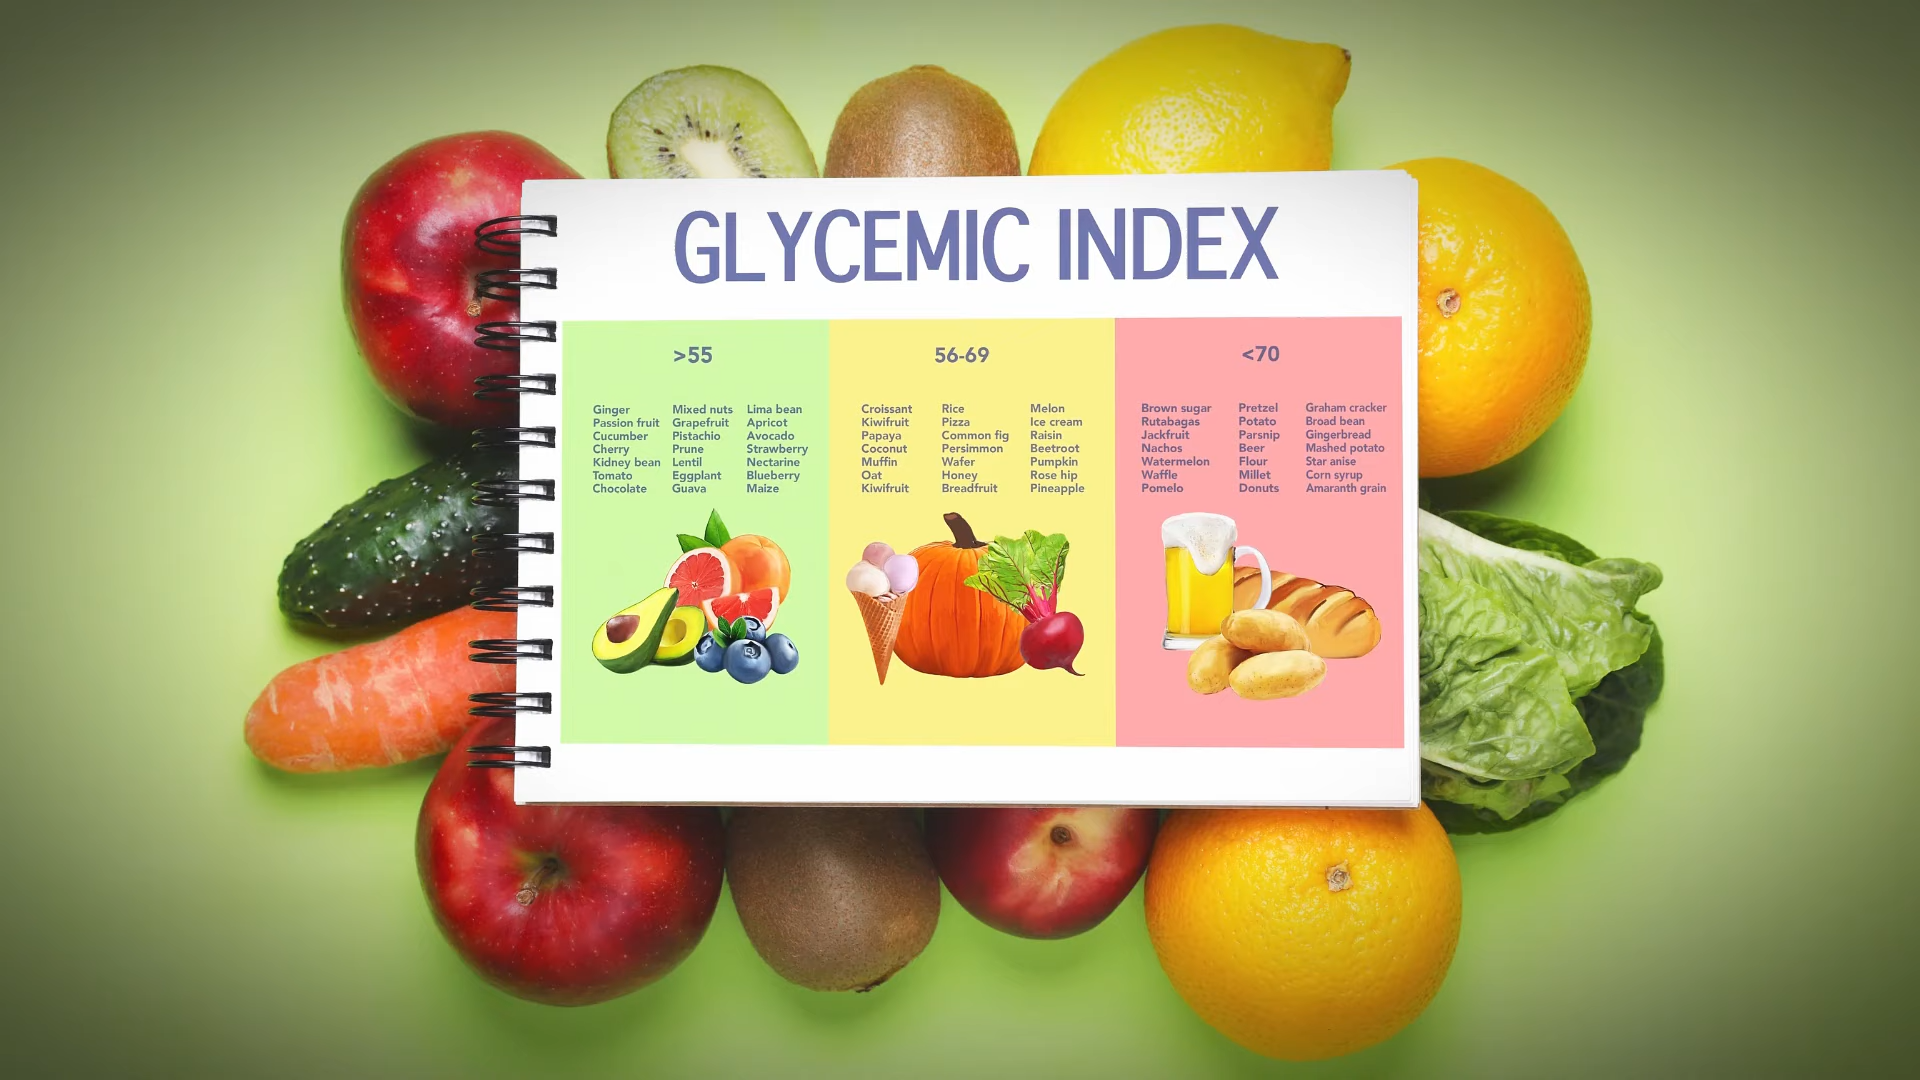 GLYCEMIC INDEX
>55
Ginger
Passion fruit
Cucumber
Cherry
Kidney bean
Tomato
Chocolate
Mixed nuts
Grapefruit
Pistachio
Prune
Lentil
Eggplant
Guava
Lima bean
Apricot
Avocado
Strawberry
Nectarine
Blueberry
Maize
56-69
Croissant
Kiwifruit
Papaya
Coconut
Muffin
Oat
Kiwifruit
Rice
Pizza
Common fig
Persimmon
Wafer
Honey
Breadfruit
Melon
Ice cream
Raisin
Beetroot
Pumpkin
Rose hip
Pineapple
<70
Brown sugar
Rutabagas
Jackfruit
Nachos
Watermelon
Waffle
Pomelo
Pretzel
Potato
Parsnip
Beer
Flour
Millet
Donuts
Graham cracker
Broad bean
Gingerbread
Mashed potato
Star anise
Corn syrup
Amaranth grain